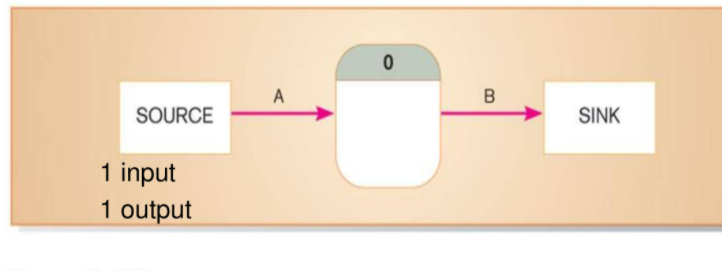 0
A
B
SOURCE
SINK
1 input
1 output